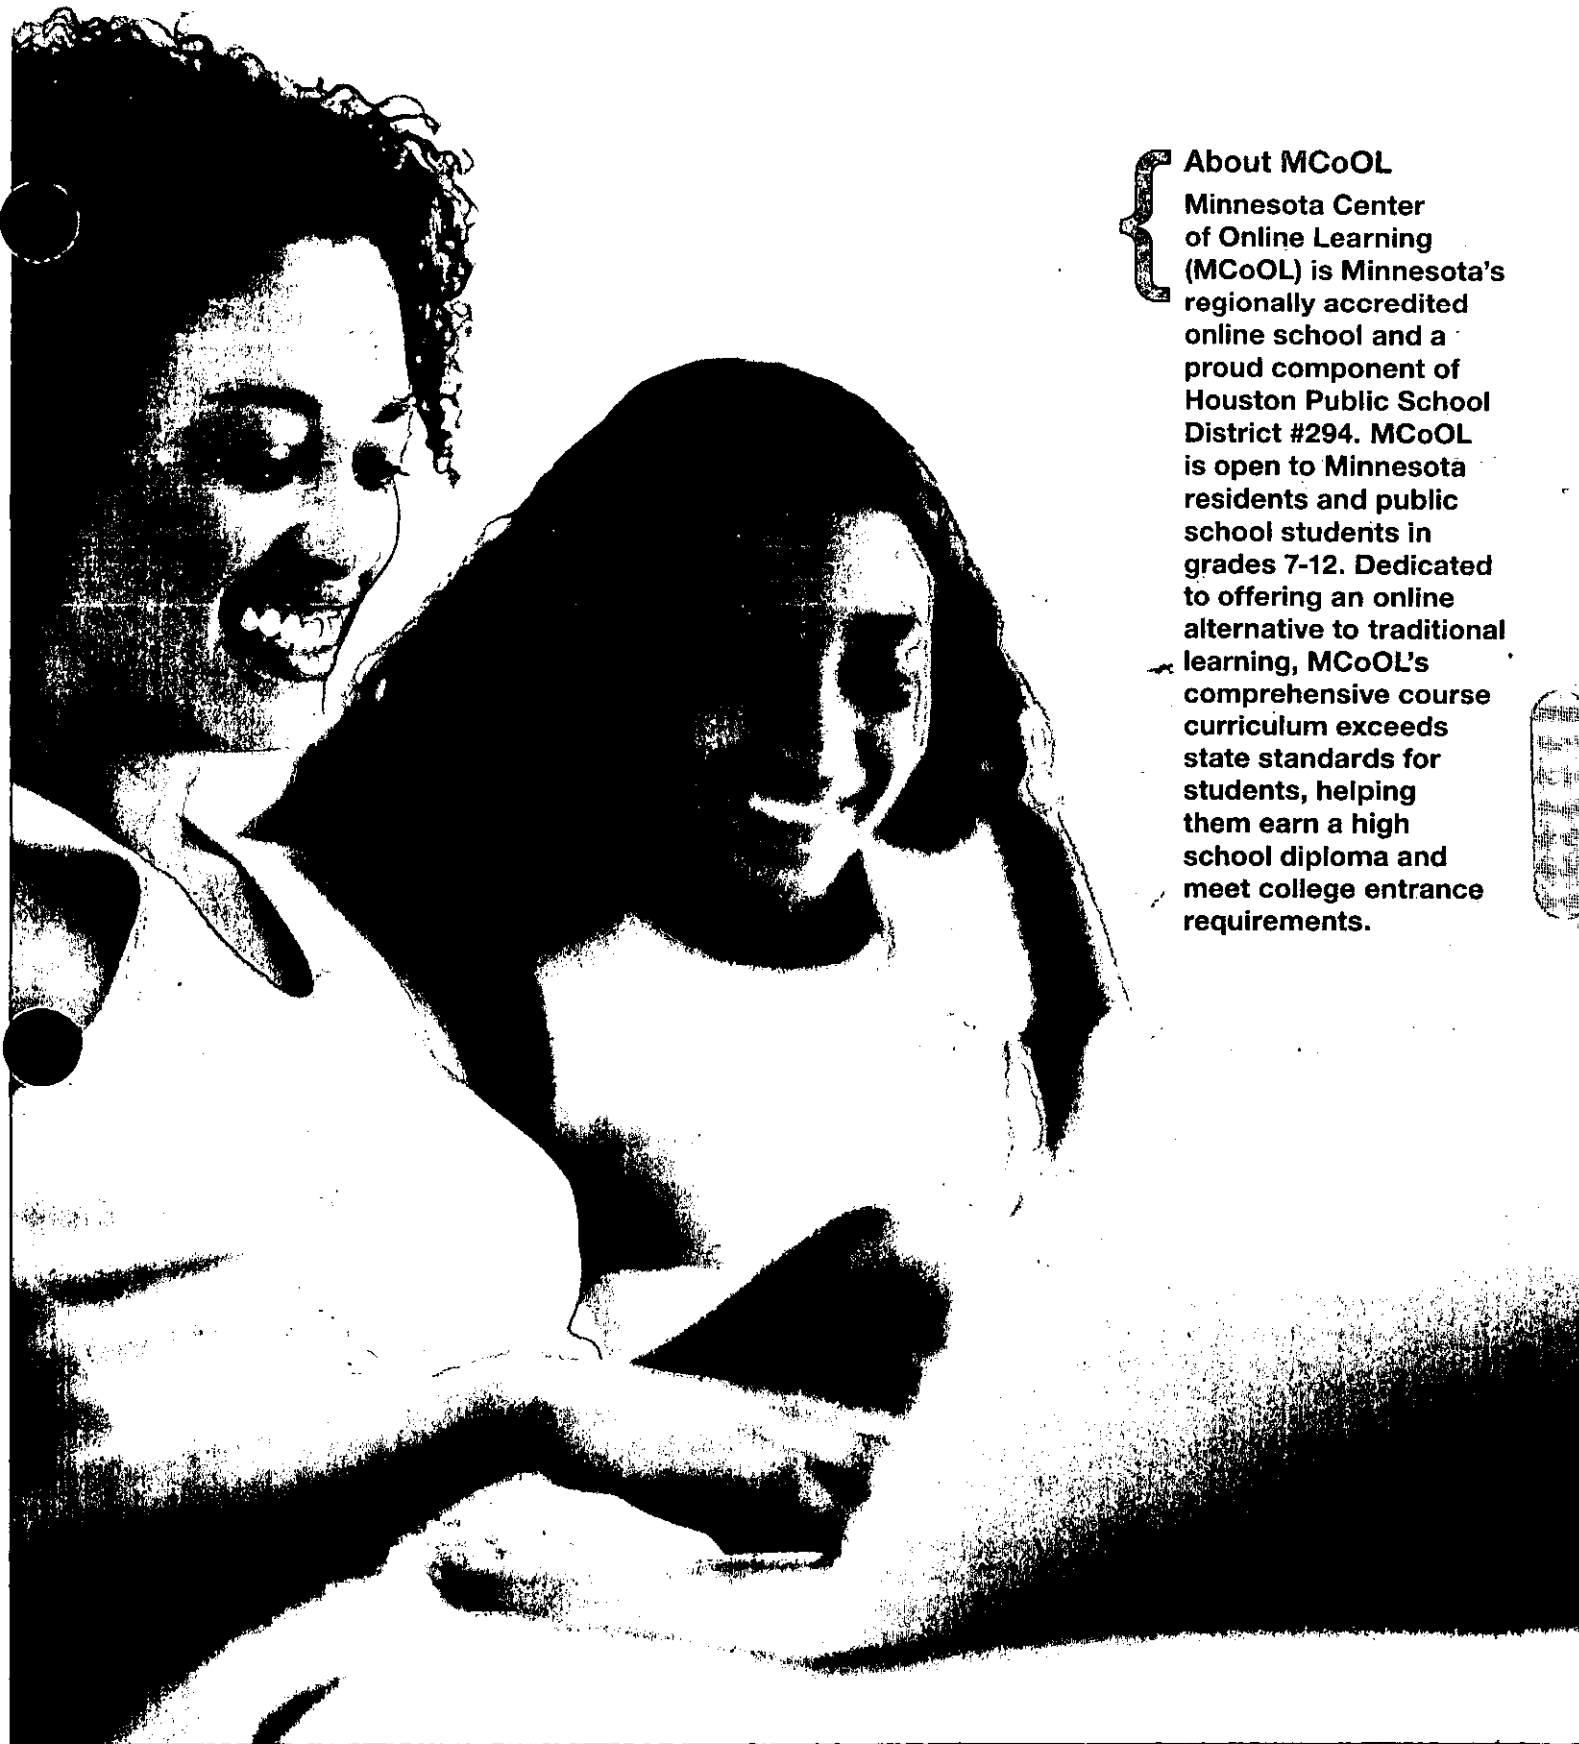 About MCoOL
Minnesota Center
of Online Learning
(MCoOL) is Minnesota's
regionally accredited
online school and a
proud component of
Houston Public School
District #294. MCoOL
is open to Minnesota
residents and public
school students in
grades 7-12. Dedicated
to offering an online
alternative to traditional
learning, MCoOL's
comprehensive course
curriculum exceeds
state standards for
students, helping
them earn a high
school diploma and
meet college entrance
requirements.